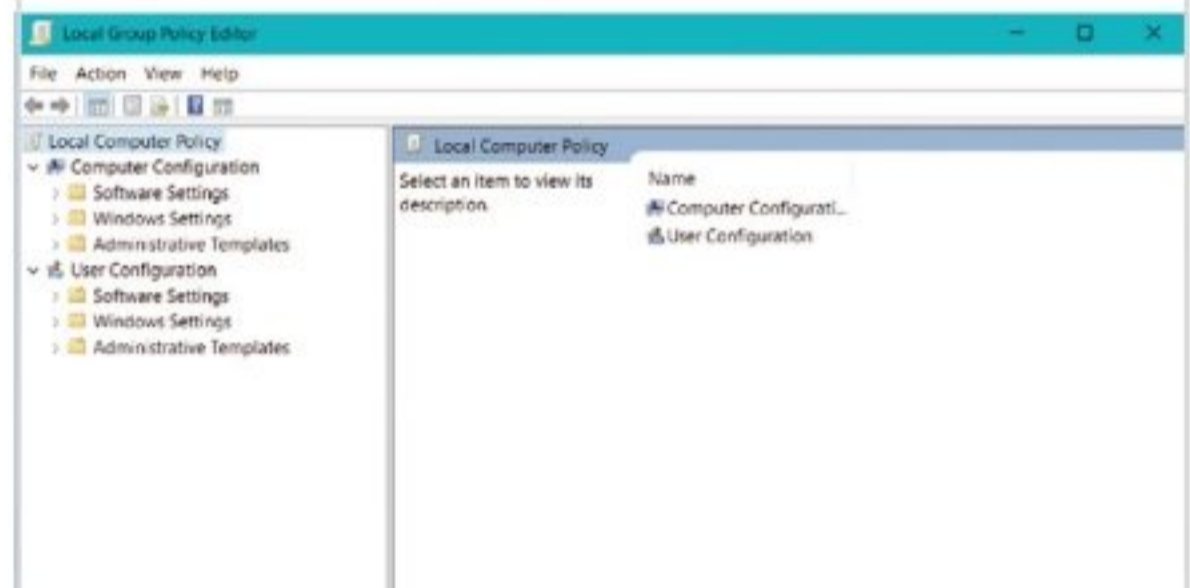 Local Group Policy Editor
File Action View Help
Local Computer Policy
Computer Configuration
Software Settings
Windows Settings
Administrative Templates
User Configuration
Software Settings
Windows Settings
Administrative Templates
Local Computer Policy
Select an item to view its
description.
Name
Computer Configurati...
User Configuration